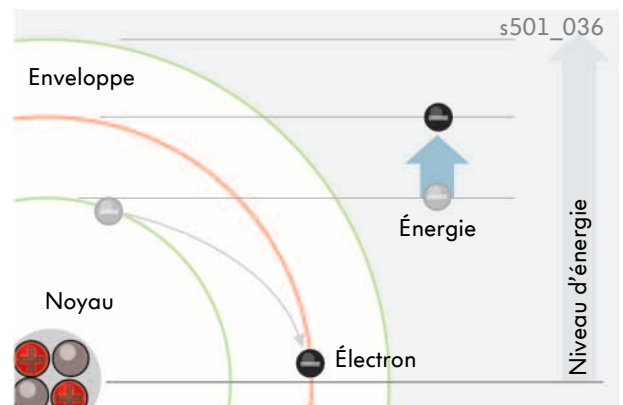 s501_036
Enveloppe
Énergie
Noyau
Électron
Niveau d'énergie